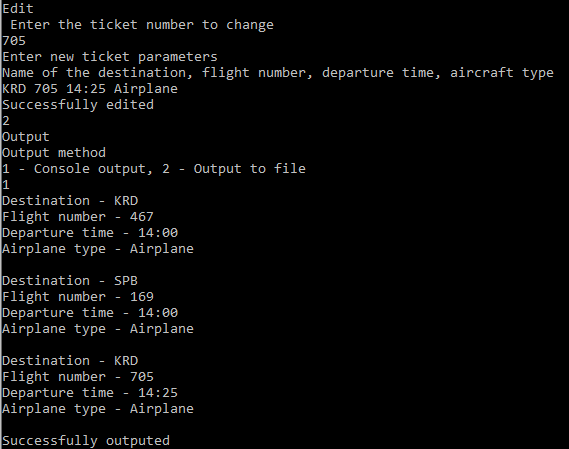 Edit
Enter the ticket number to change
705
Enter new ticket parameters
Name of the destination, flight number, departure time, aircraft type
KRD 705 14:25 Airplane
Successfully edited
2
Output
Output method
1 - Console output, 2 - Output to file
1
Destination - KRD
Flight number - 467
Departure time - 14:00
Airplane type - Airplane

Destination - SPB
Flight number - 169
Departure time - 14:00
Airplane type - Airplane

Destination - KRD
Flight number - 705
Departure time - 14:25
Airplane type - Airplane

Successfully outputed